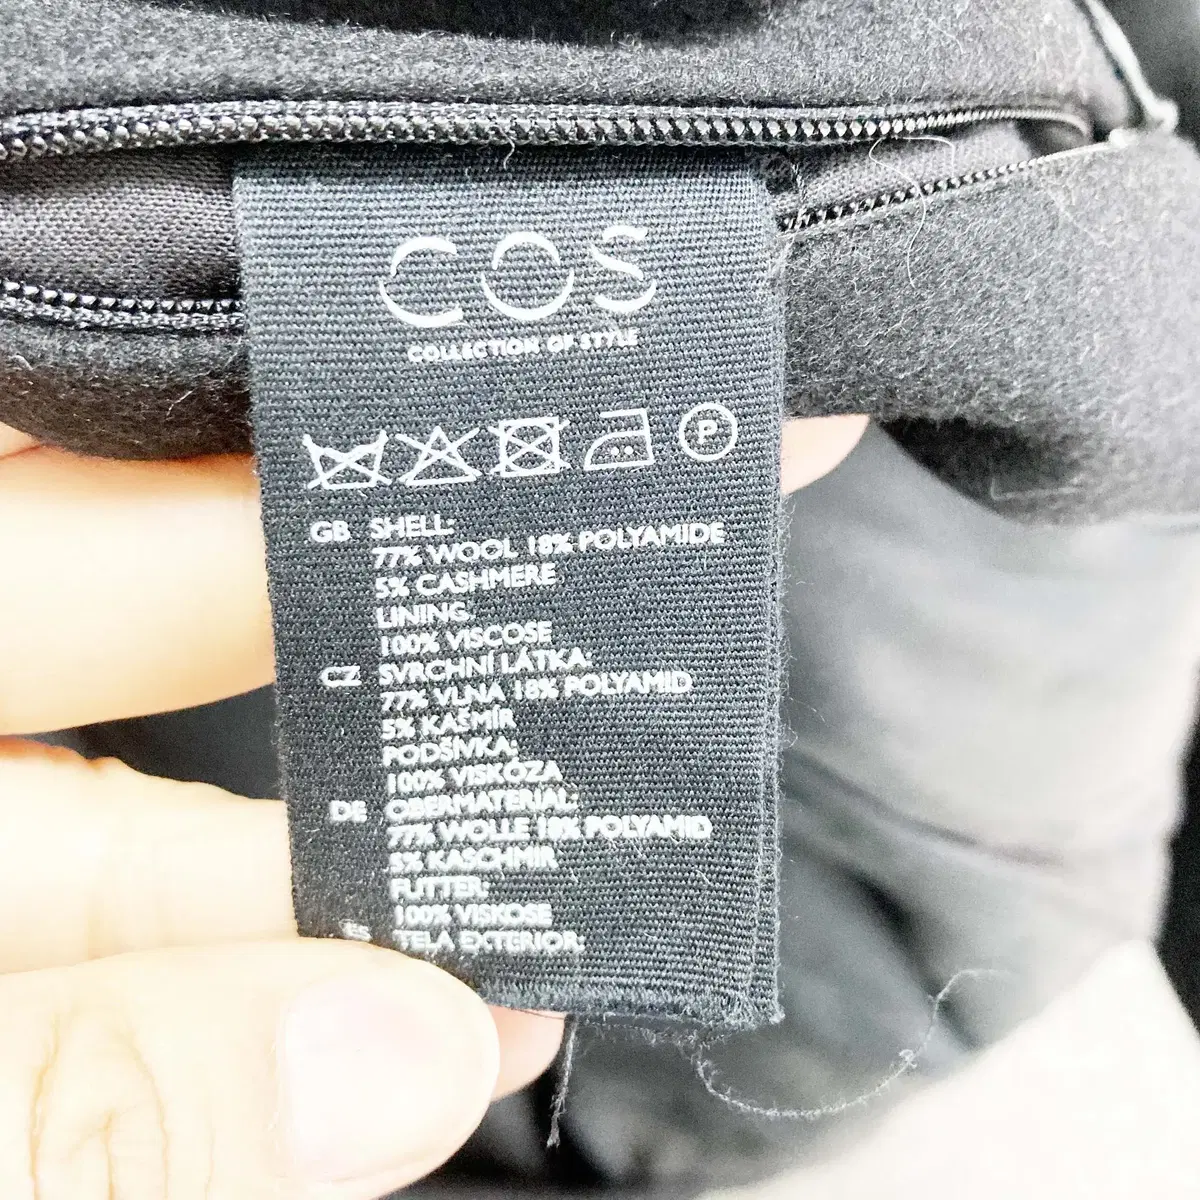 COS
COLLECTION OF STYLE
P
GB SHELL:
77% WOOL 18% POLYAMIDE
5% CASHMERE
LINING:
100% VISCOSE
CZ SVRCHNI LÁTKA:
77% VLNA 18% POLYAMID
5% KAŠMÍR
PODŠÍVKA:
100% VISKÓZA
DE OBERMATERIAL:
77% WOLLE 18% POLYAMID
5% KASCHMIR
FUTTER:
100% VISKOSE
ES TELA EXTERIOR: